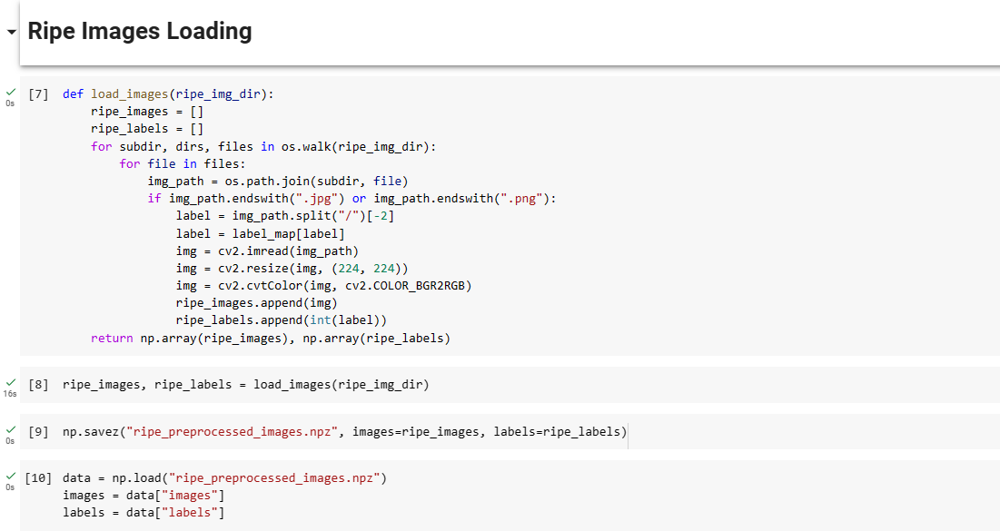 Ripe Images Loading
0s
[7] def load_images(ripe_img_dir):
ripe_images = []
ripe_labels = []
for subdir, dirs, files in os.walk(ripe_img_dir):
for file in files:
img_path = os.path.join(subdir, file)
if img_path.endswith(".jpg") or img_path.endswith(".png"):
label = img_path.split("/")[-2]
label = label_map[label]
img = cv2.imread(img_path)
img = cv2.resize(img, (224, 224))
img = cv2.cvtColor(img, cv2.COLOR_BGR2RGB)
ripe_images.append(img)
ripe_labels.append(int(label))
return np.array(ripe_images), np.array(ripe_labels)
16s
[8] ripe_images, ripe_labels = load_images(ripe_img_dir)
0s
[9] np.savez("ripe_preprocessed_images.npz", images=ripe_images, labels=ripe_labels)
0s
[10] data = np.load("ripe_preprocessed_images.npz")
images = data["images"]
labels = data["labels"]